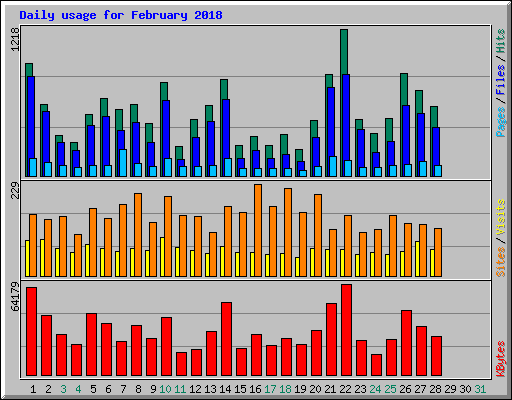 Daily usage for February 2018
1218
Pages / Files / Hits
229
Sites / Visits
64179
KBytes
1 2 3 4 5 6 7 8 9 10 11 12 13 14 15 16 17 18 19 20 21 22 23 24 25 26 27 28 29 30 31